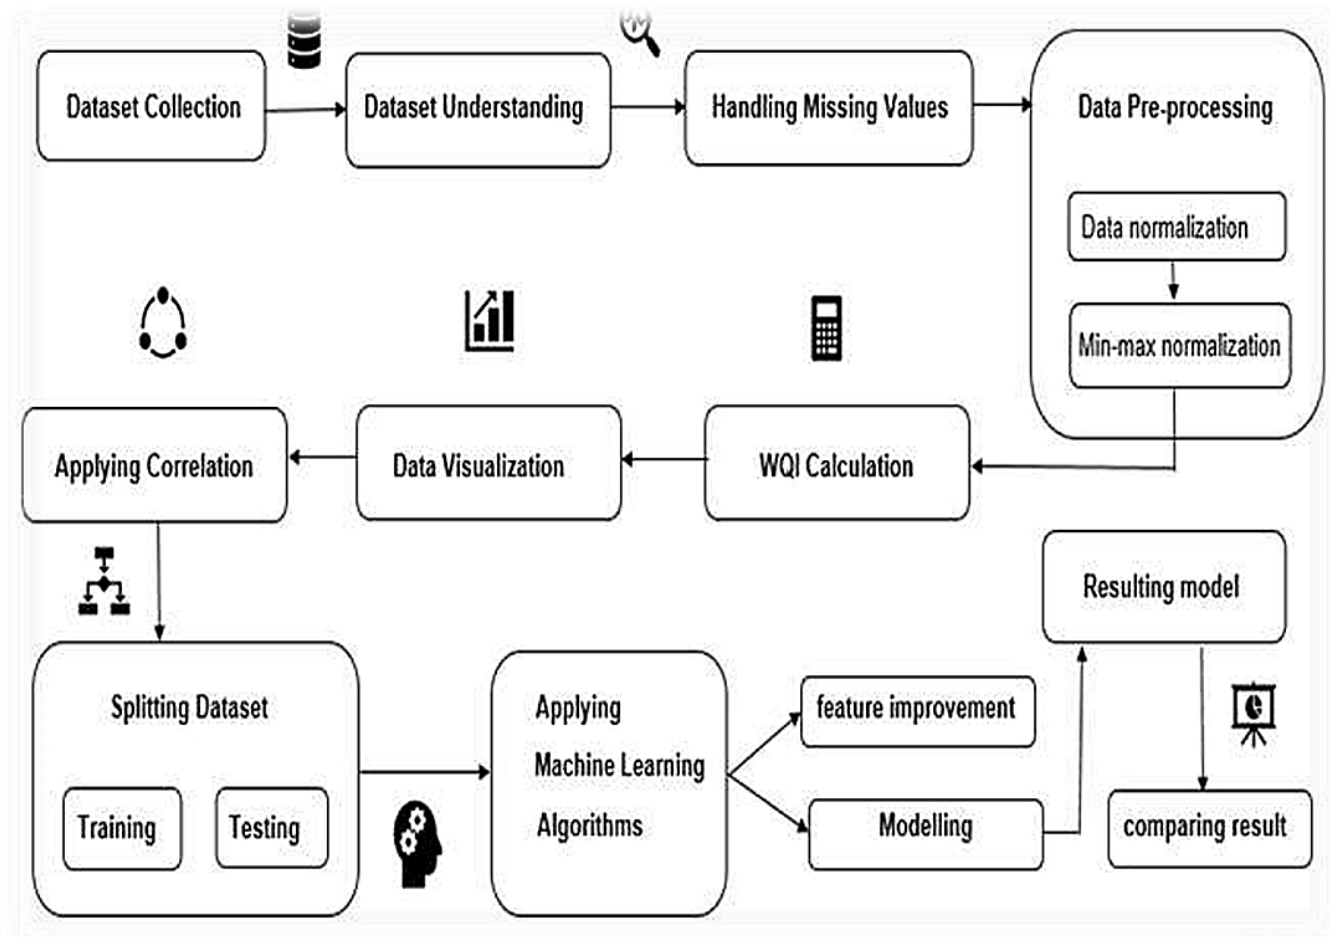 Dataset Collection
Dataset Understanding
Handling Missing Values
Data Pre-processing
Data normalization
Min-max normalization
WQI Calculation
Data Visualization
Applying Correlation
Splitting Dataset
Training
Testing
Applying
Machine Learning
Algorithms
feature improvement
Modelling
Resulting model
comparing result